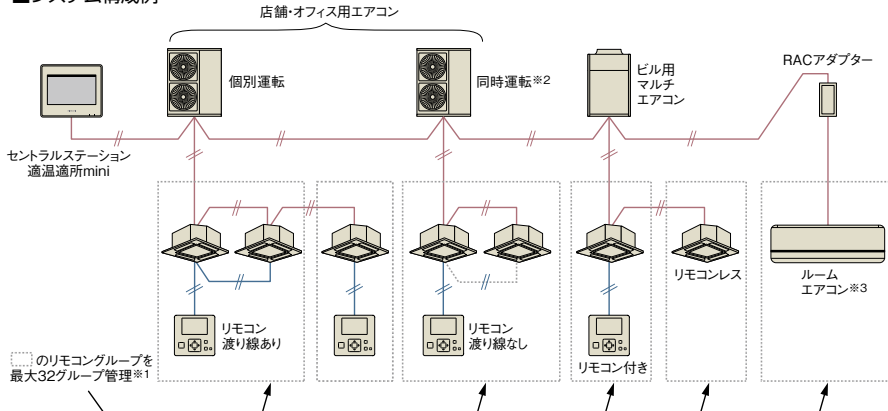 ■システム構成例
店舗・オフィス用エアコン
個別運転
同時運転※2
ビル用
マルチ
エアコン
RACアダプター
セントラルステーション
適温適所mini
リモコン
渡り線あり
リモコン
渡り線なし
リモコン付き
リモコンレス
ルーム
エアコン※3
のリモコングループを
最大32グループ管理※1